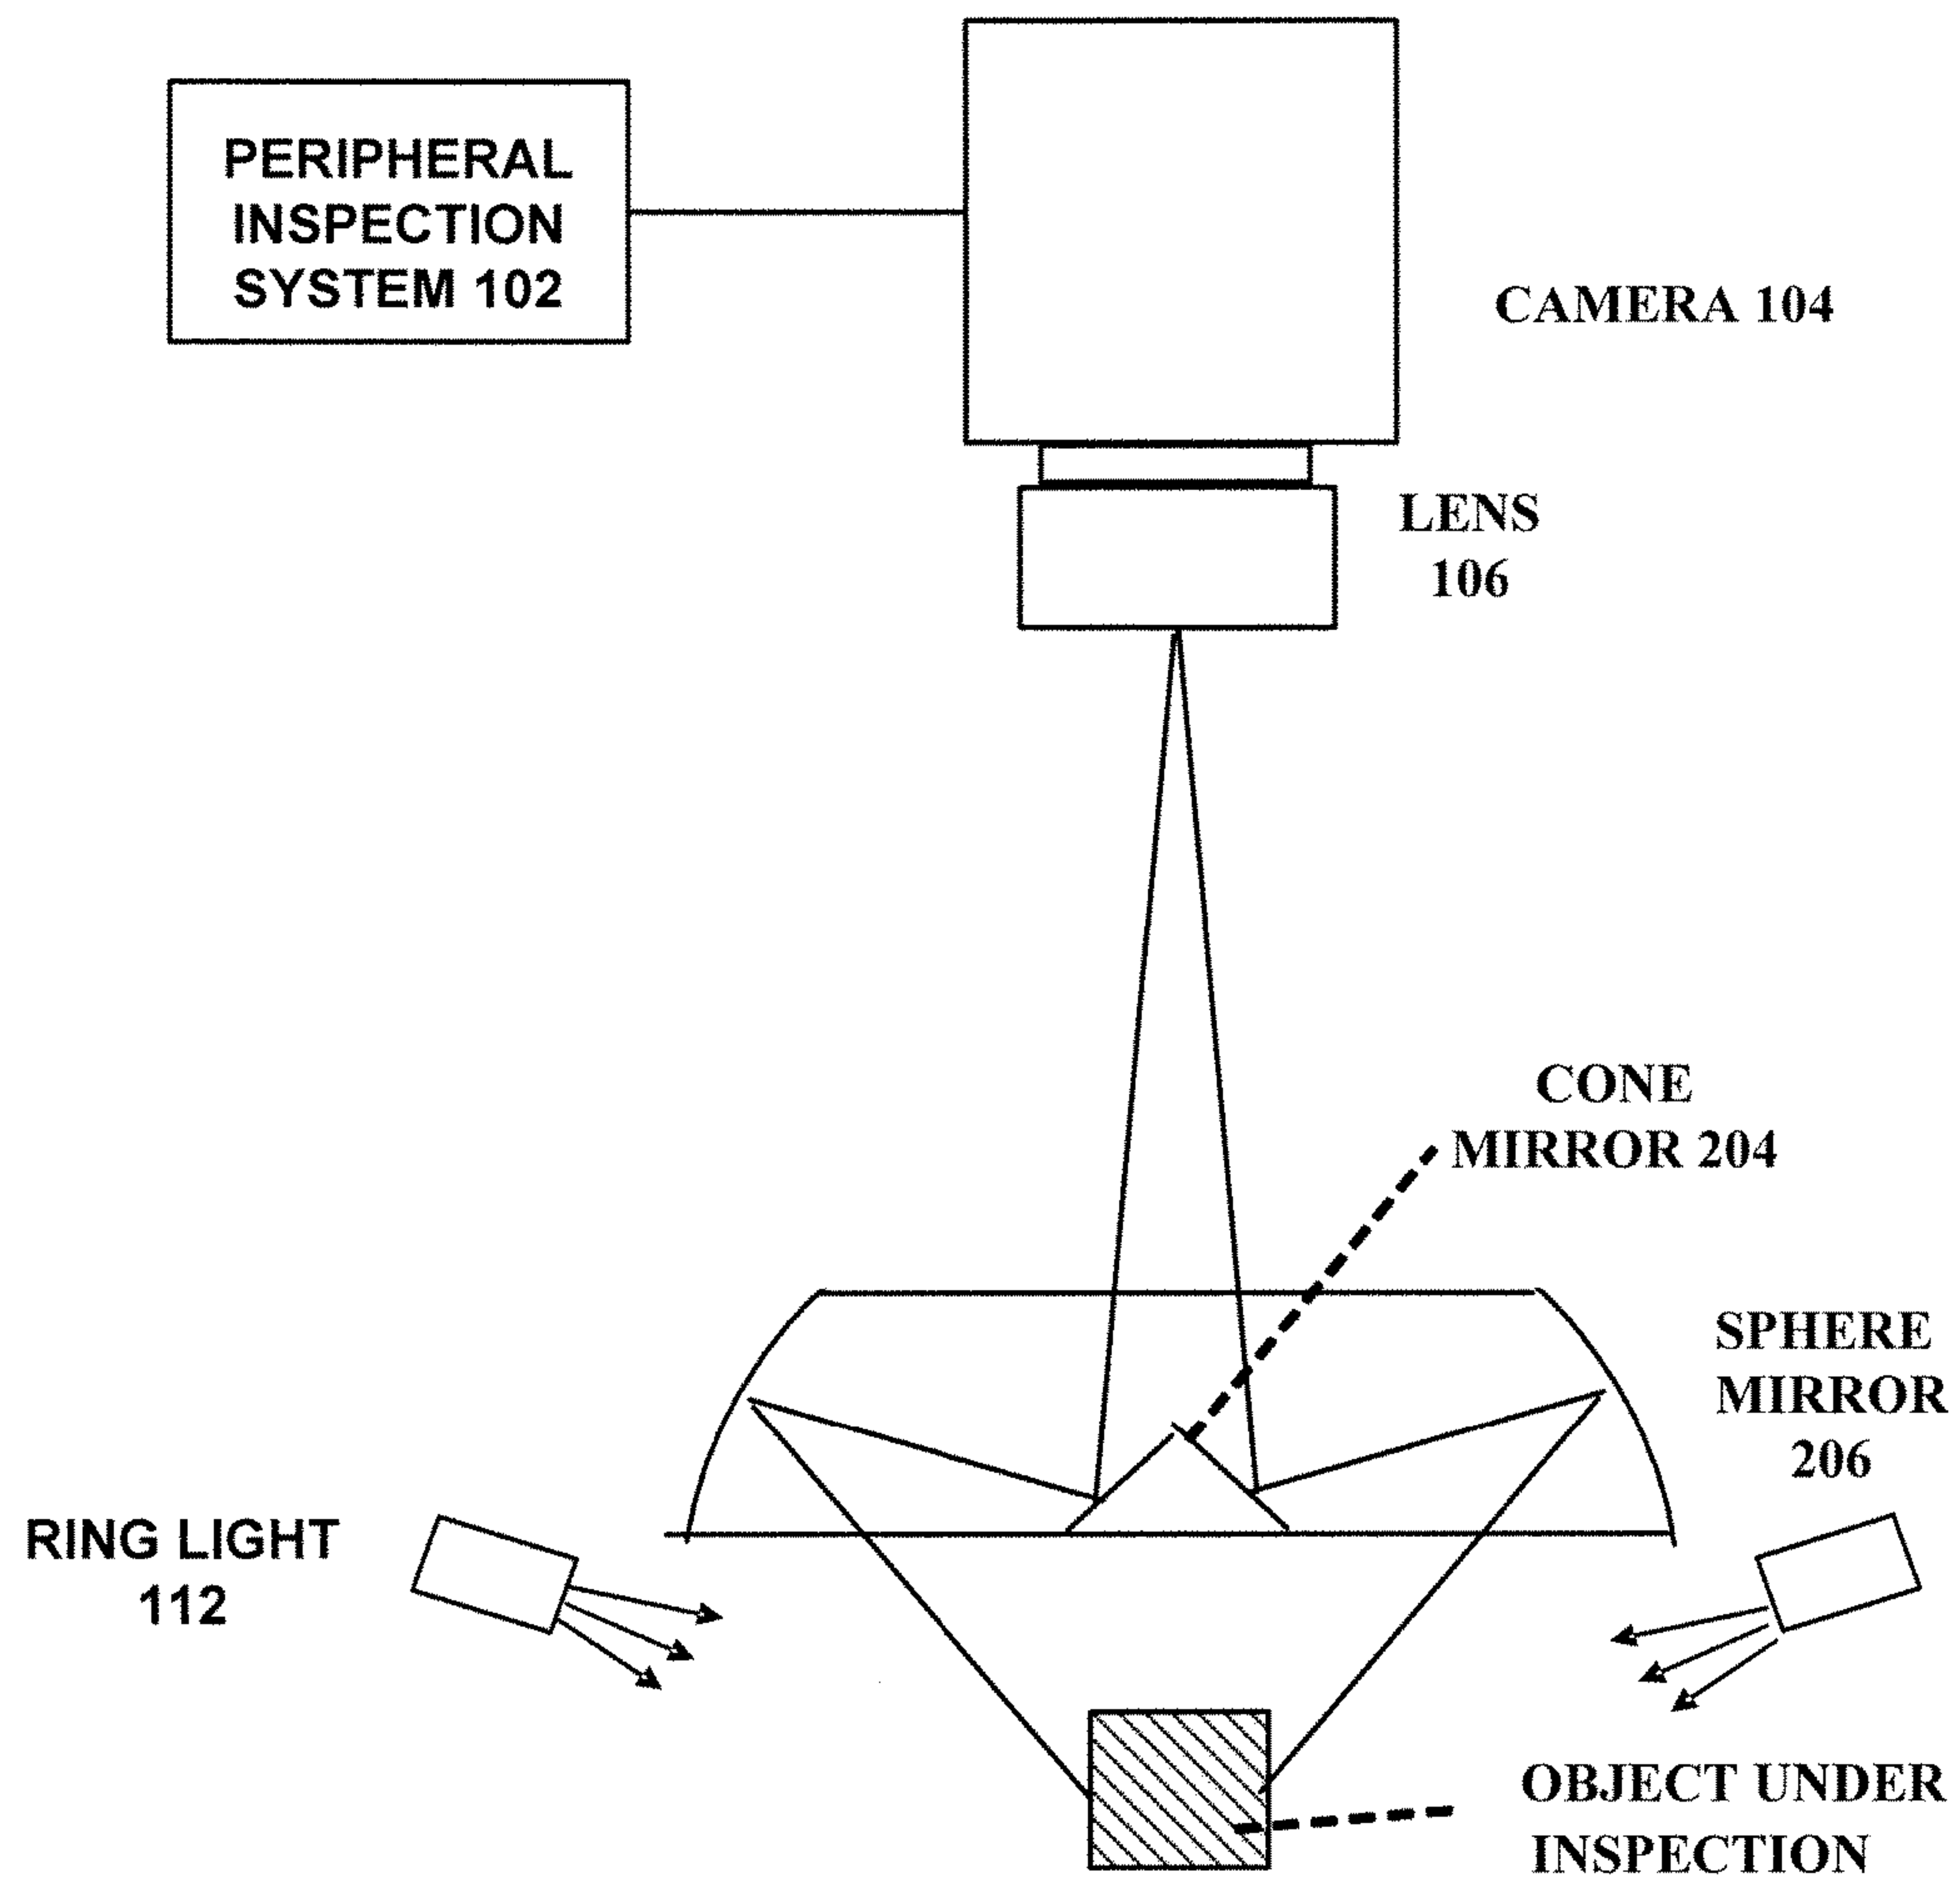 PERIPHERAL
INSPECTION
SYSTEM 102
CAMERA 104
LENS
106
CONE
MIRROR 204
SPHERE
MIRROR
206
RING LIGHT
112
OBJECT UNDER
INSPECTION